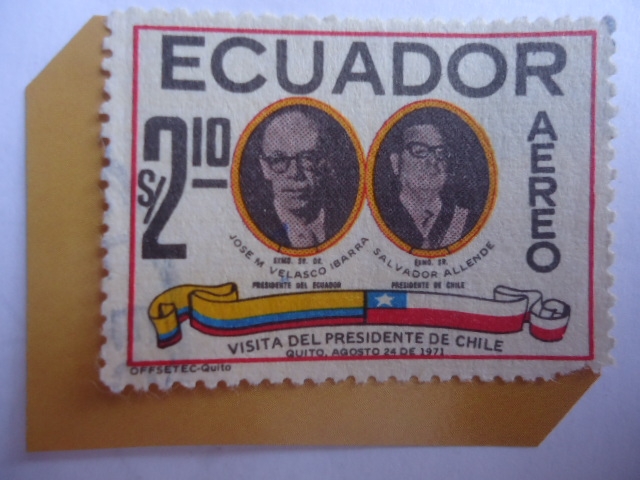 ECUADOR
S/2 10
AEREO
EXMO. SR. DR.
JOSE M. VELASCO IBARRA
PRESIDENTE DEL ECUADOR
EXMO. SR.
SALVADOR ALLENDE
PRESIDENTE DE CHILE
VISITA DEL PRESIDENTE DE CHILE
QUITO, AGOSTO 24 DE 1971
OFFSETEC-Quito